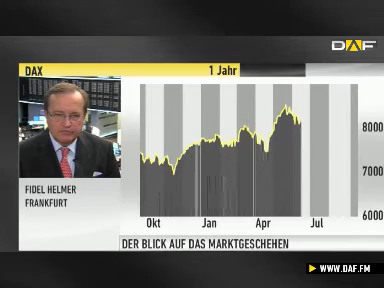 DAF
DAX
1 Jahr
8000
7000
6000
Okt
Jan
Apr
Jul
FIDEL HELMER
FRANKFURT
DER BLICK AUF DAS MARKTGESCHEHEN
WWW.DAF.FM